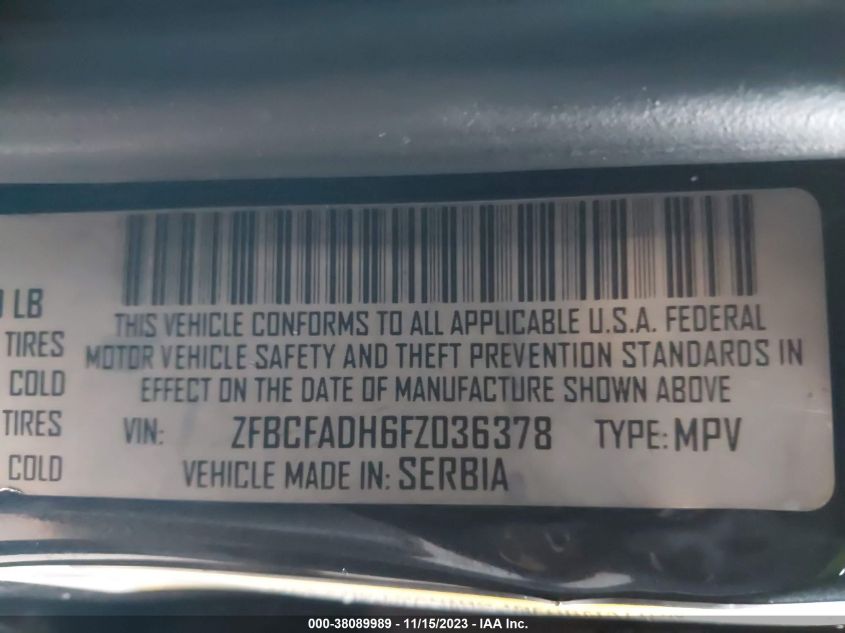 LB
THIS VEHICLE CONFORMS TO ALL APPLICABLE U.S.A. FEDERAL
TIRES
MOTOR VEHICLE SAFETY AND THEFT PREVENTION STANDARDS IN
COLD
EFFECT ON THE DATE OF MANUFACTURE SHOWN ABOVE
TIRES
VIN: ZFBCFADH6FZ036378 TYPE: MPV
COLD
VEHICLE MADE IN: SERBIA
000-38089989 - 11/15/2023 - IAA Inc.